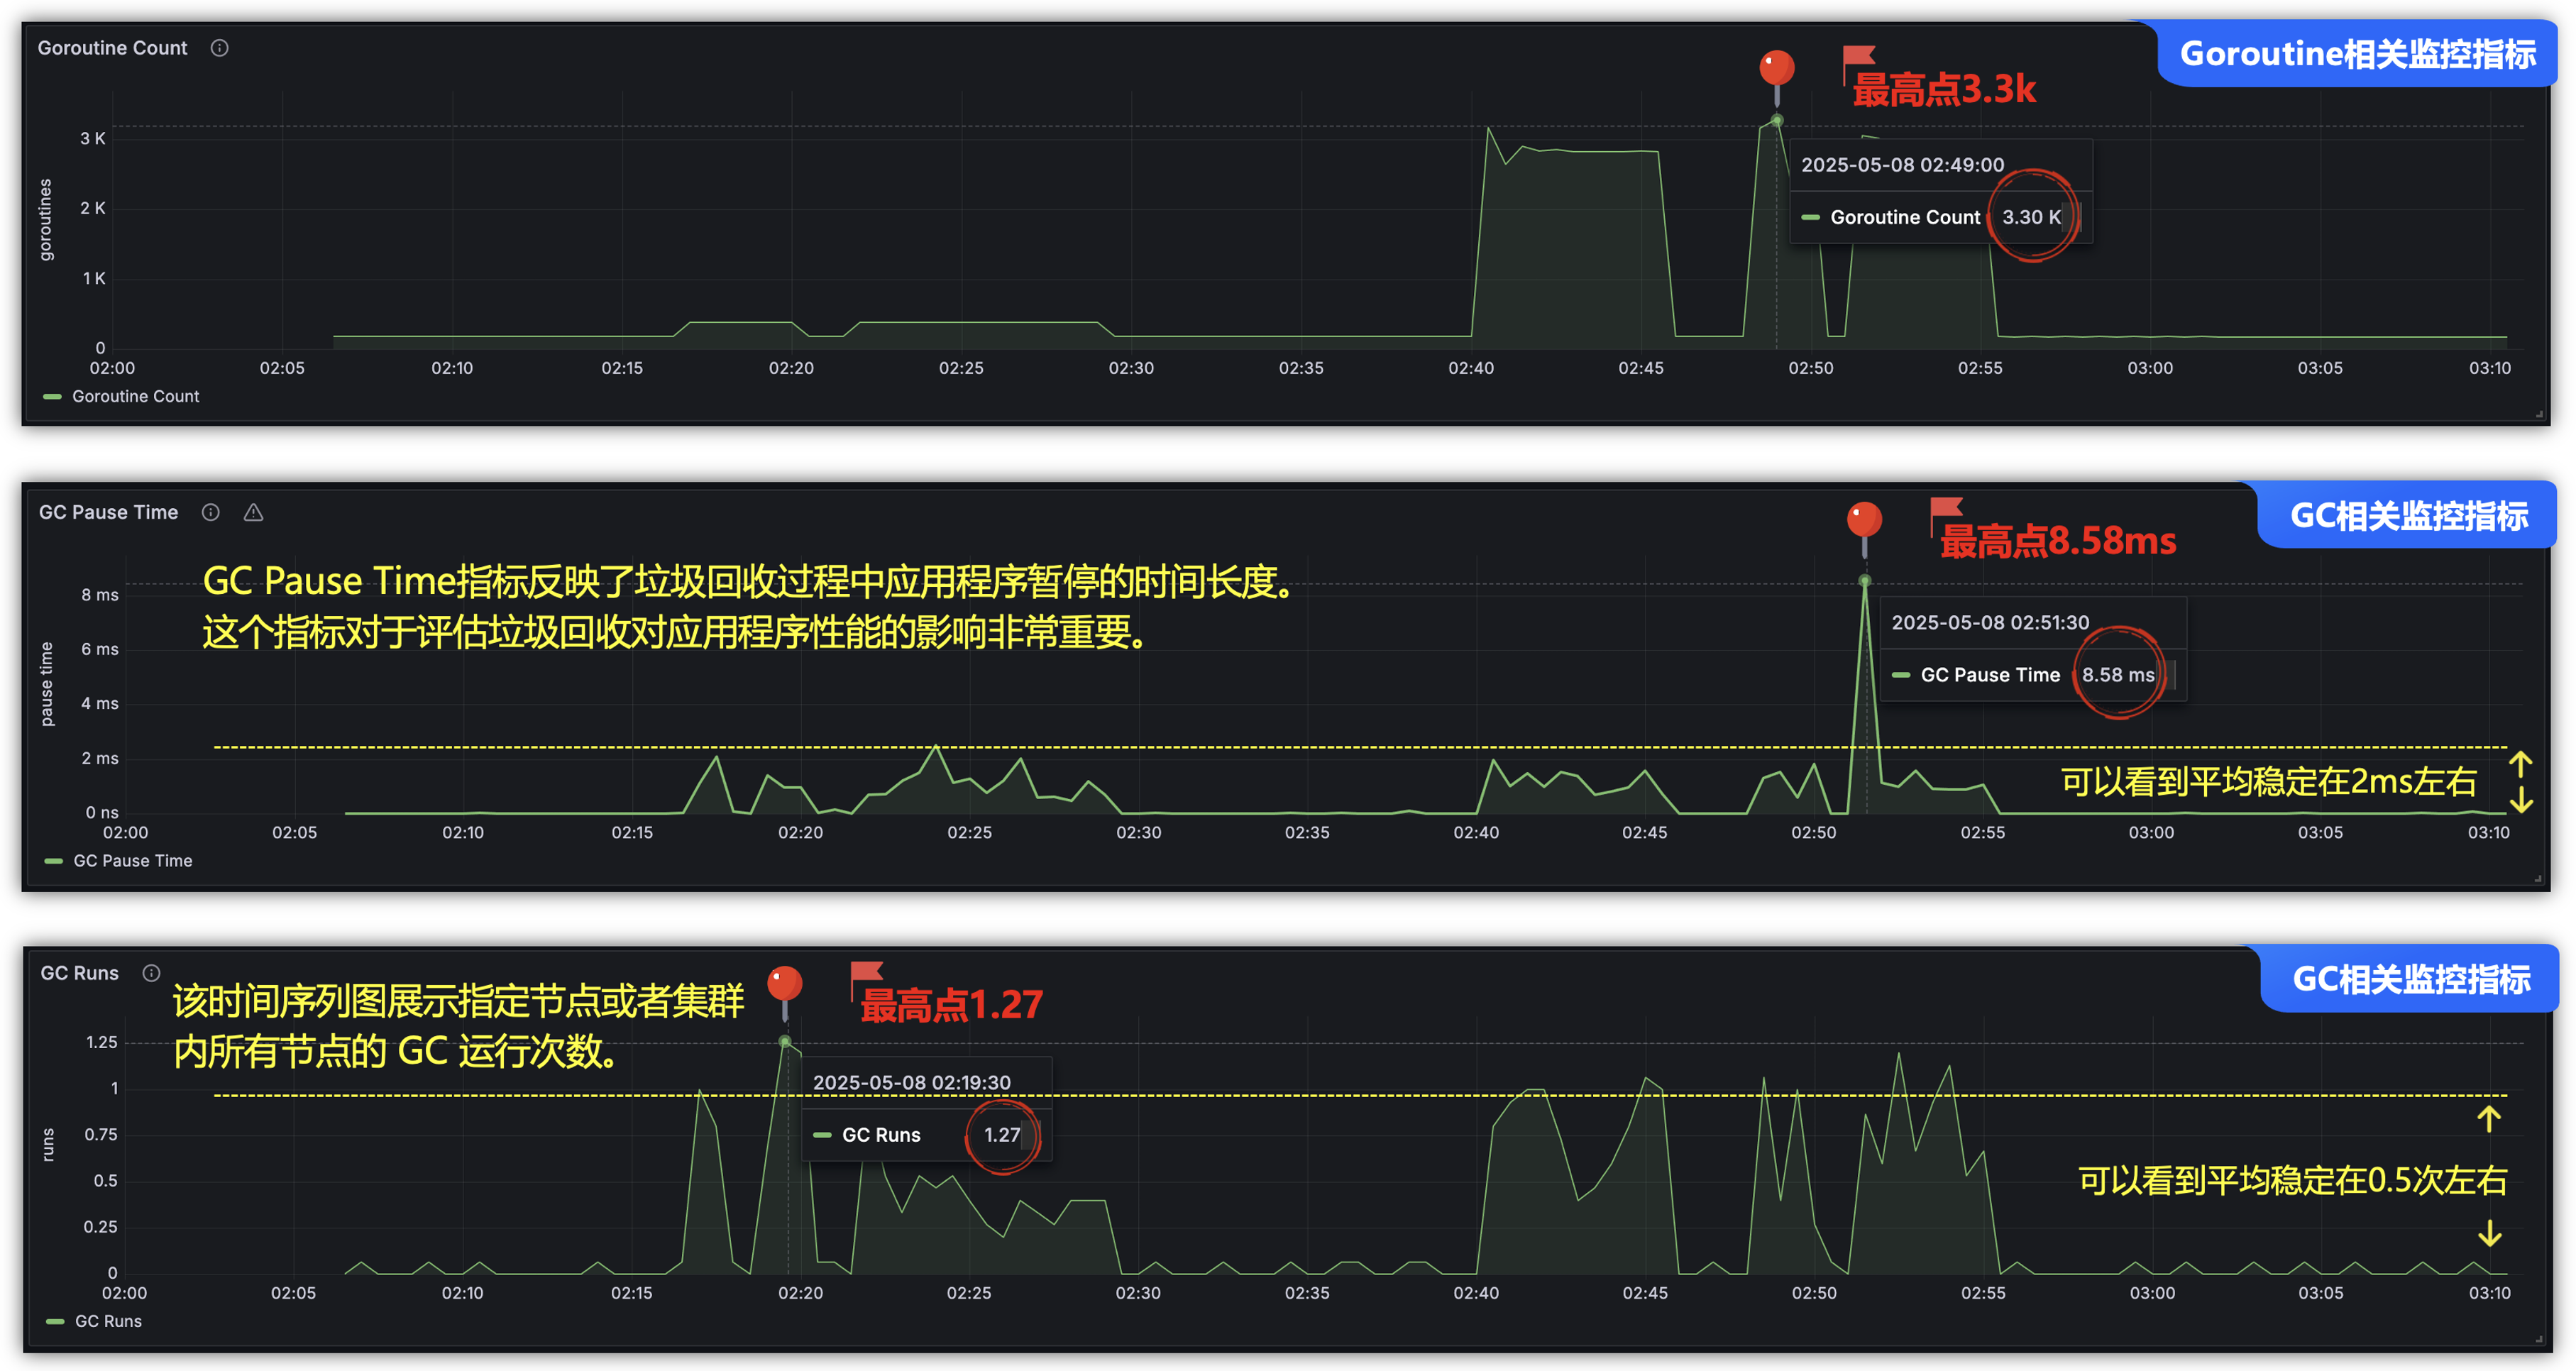 Goroutine Count
Goroutine相关监控指标
最高点3.3k
goroutines
3 K
2 K
1 K
0
2025-05-08 02:49:00
Goroutine Count 3.30 K
02:00 02:05 02:10 02:15 02:20 02:25 02:30 02:35 02:40 02:45 02:50 02:55 03:00 03:05 03:10
Goroutine Count
GC Pause Time
GC相关监控指标
最高点8.58ms
GC Pause Time指标反映了垃圾回收过程中应用程序暂停的时间长度。
这个指标对于评估垃圾回收对应用程序性能的影响非常重要。
pause time
8 ms
6 ms
4 ms
2 ms
0 ns
2025-05-08 02:51:30
GC Pause Time 8.58 ms
可以看到平均稳定在2ms左右
02:00 02:05 02:10 02:15 02:20 02:25 02:30 02:35 02:40 02:45 02:50 02:55 03:00 03:05 03:10
GC Pause Time
GC Runs
GC相关监控指标
该时间序列图展示指定节点或者集群
内所有节点的 GC 运行次数。
最高点1.27
runs
1.25
1
0.75
0.5
0.25
0
2025-05-08 02:19:30
GC Runs 1.27
可以看到平均稳定在0.5次左右
02:00 02:05 02:10 02:15 02:20 02:25 02:30 02:35 02:40 02:45 02:50 02:55 03:00 03:05 03:10
GC Runs